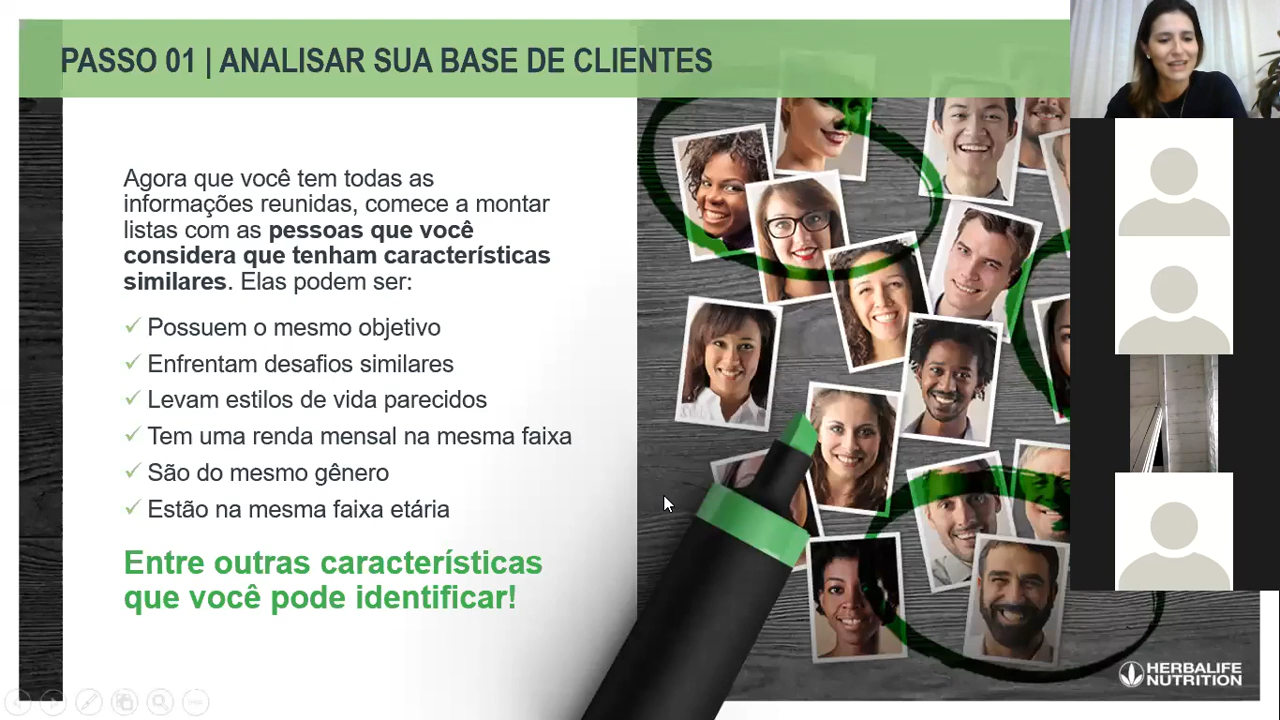 PASSO 01 | ANALISAR SUA BASE DE CLIENTES
Agora que você tem todas as
informações reunidas, comece a montar
listas com as pessoas que você
considera que tenham características
similares. Elas podem ser:
Possuem o mesmo objetivo
Enfrentam desafios similares
Levam estilos de vida parecidos
Tem uma renda mensal na mesma faixa
São do mesmo gênero
Estão na mesma faixa etária
Entre outras características
que você pode identificar!
HERBALIFE
NUTRITION